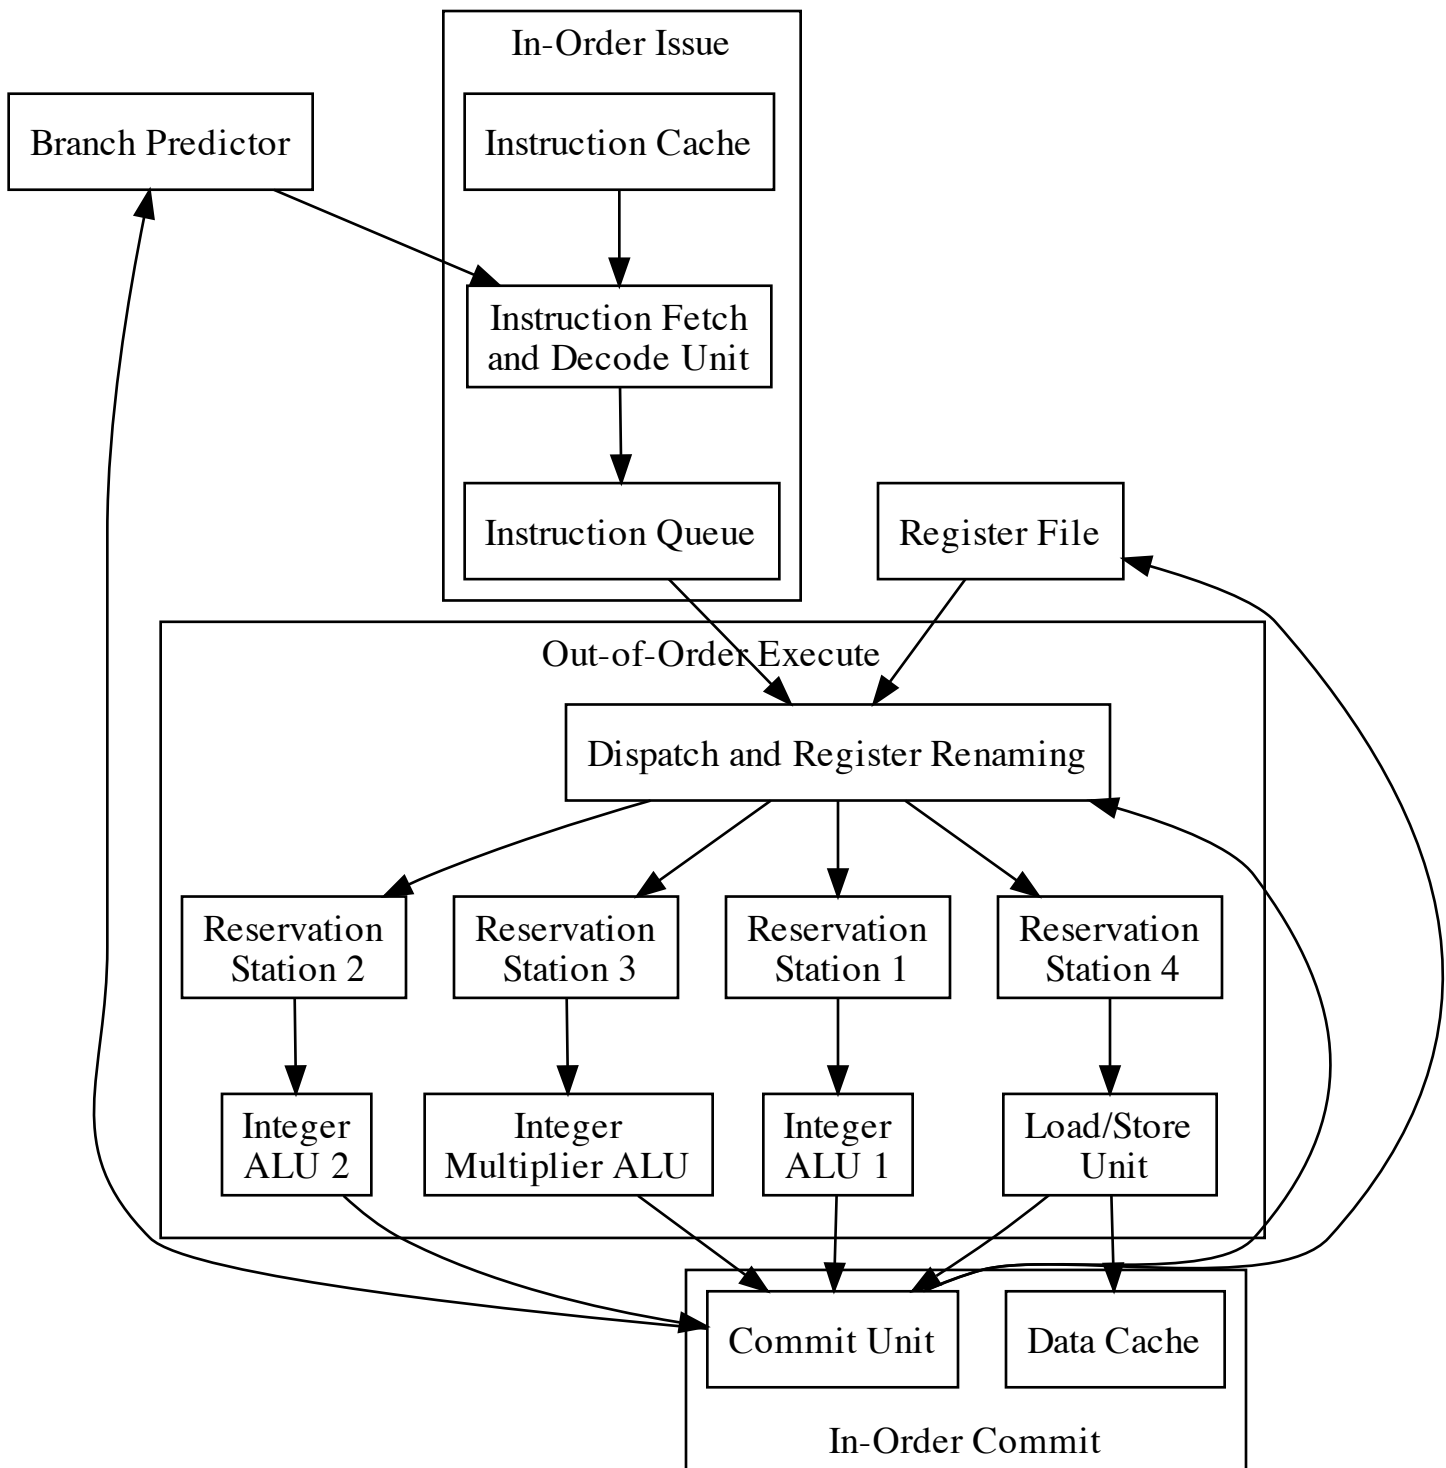 In-Order Issue
Branch Predictor
Instruction Cache
Instruction Fetch
and Decode Unit
Instruction Queue
Register File
Out-of-Order Execute
Dispatch and Register Renaming
Reservation
Station 2
Reservation
Station 3
Reservation
Station 1
Reservation
Station 4
Integer
ALU 2
Integer
Multiplier ALU
Integer
ALU 1
Load/Store
Unit
Commit Unit
Data Cache
In-Order Commit